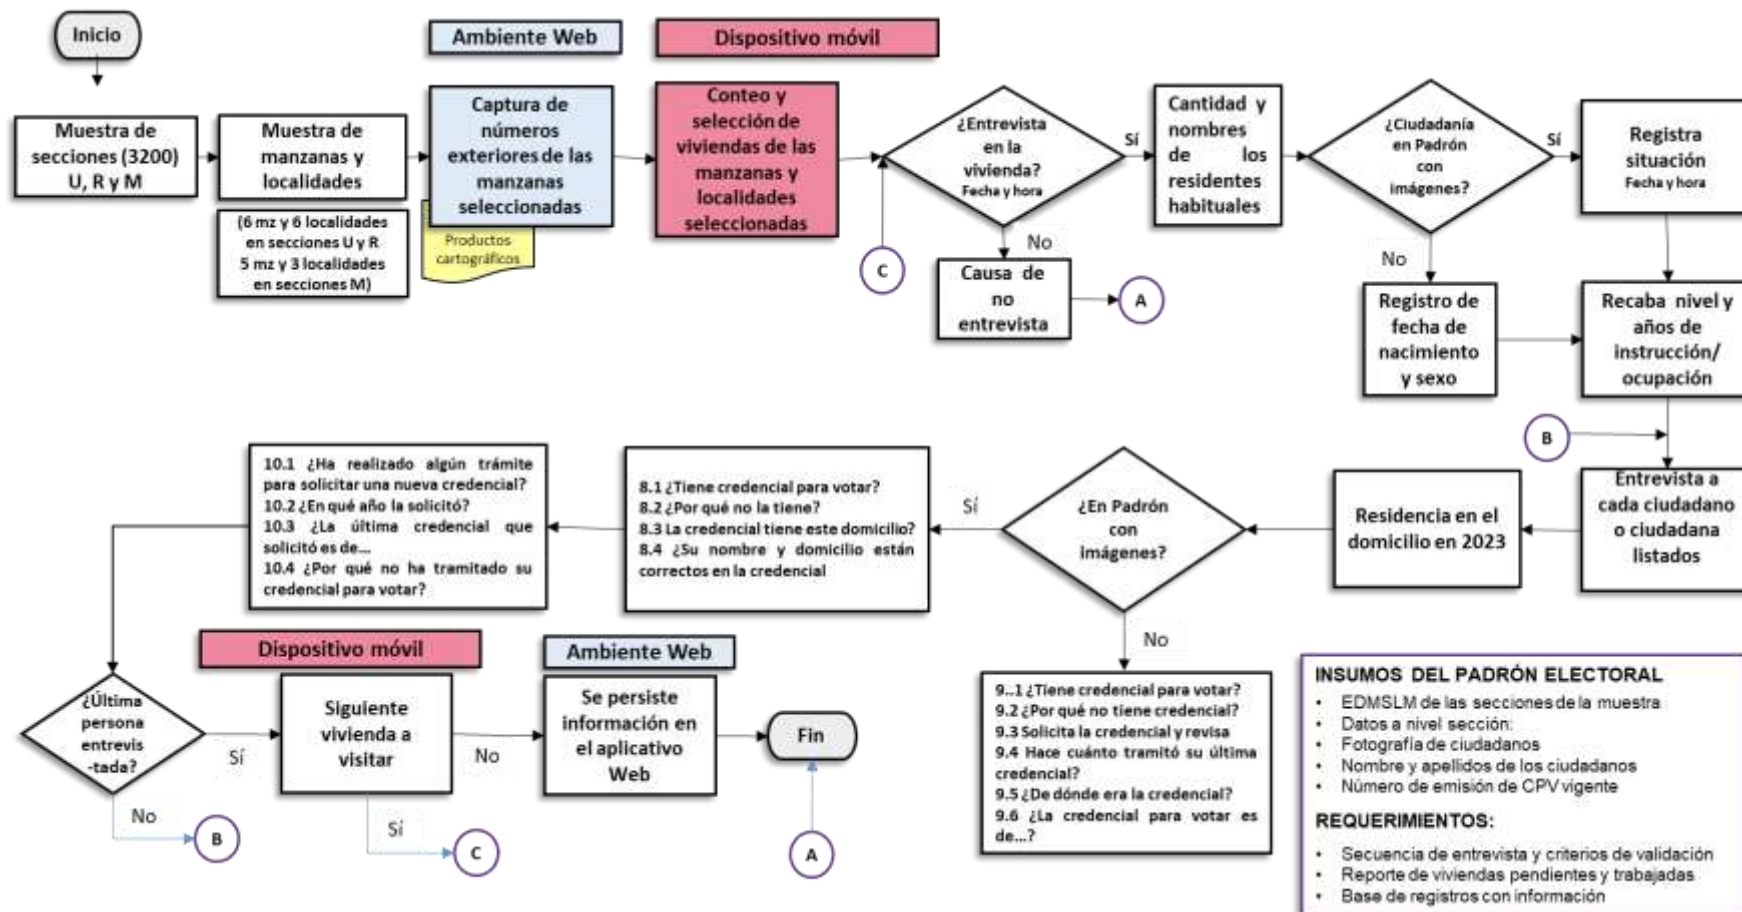 Inicio
Ambiente Web
Dispositivo móvil
Muestra de
secciones (3200)
U, R y M
Muestra de
manzanas y
localidades
(6 mz y 6 localidades
en secciones U y R
5 mz y 3 localidades
en secciones M)
Captura de
números
exteriores de las
manzanas
seleccionadas
Productos
cartográficos
Conteo y
selección de
viviendas de las
manzanas y
localidades
seleccionadas
C
¿Entrevista
en la
vivienda?
Fecha y hora
Sí
No
Causa de
no
entrevista
A
Cantidad y
nombres
de los
residentes
habituales
¿Ciudadanía
en Padrón
con
imágenes?
Sí
No
Registra
situación
Fecha y hora
Registro de
fecha de
nacimiento
y sexo
Recaba nivel y
años de
instrucción/
ocupación
B
Entrevista a
cada ciudadano
o ciudadana
listados
Residencia en el
domicilio en 2023
¿En Padrón
con
imágenes?
Sí
No
8.1 ¿Tiene credencial para votar?
8.2 ¿Por qué no la tiene?
8.3 La credencial tiene este domicilio?
8.4 ¿Su nombre y domicilio están
correctos en la credencial
10.1 ¿Ha realizado algún trámite
para solicitar una nueva credencial?
10.2 ¿En qué año la solicitó?
10.3 ¿La última credencial que
solicitó es de...
10.4 ¿Por qué no ha tramitado su
credencial para votar?
9..1 ¿Tiene credencial para votar?
9.2 ¿Por qué no tiene credencial?
9.3 Solicita la credencial y revisa
9.4 Hace cuánto tramitó su última
credencial?
9.5 ¿De dónde era la credencial?
9.6 ¿La credencial para votar es
de...?
Dispositivo móvil
Ambiente Web
¿Última
persona
entrevis
-tada?
Sí
No
B
Siguiente
vivienda a
visitar
No
Sí
C
Se persiste
información en
el aplicativo
Web
Fin
A
INSUMOS DEL PADRÓN ELECTORAL
• EDMSLM de las secciones de la muestra
• Datos a nivel sección:
• Fotografía de ciudadanos
• Nombre y apellidos de los ciudadanos
• Número de emisión de CPV vigente
REQUERIMIENTOS:
• Secuencia de entrevista y criterios de validación
• Reporte de viviendas pendientes y trabajadas
• Base de registros con información